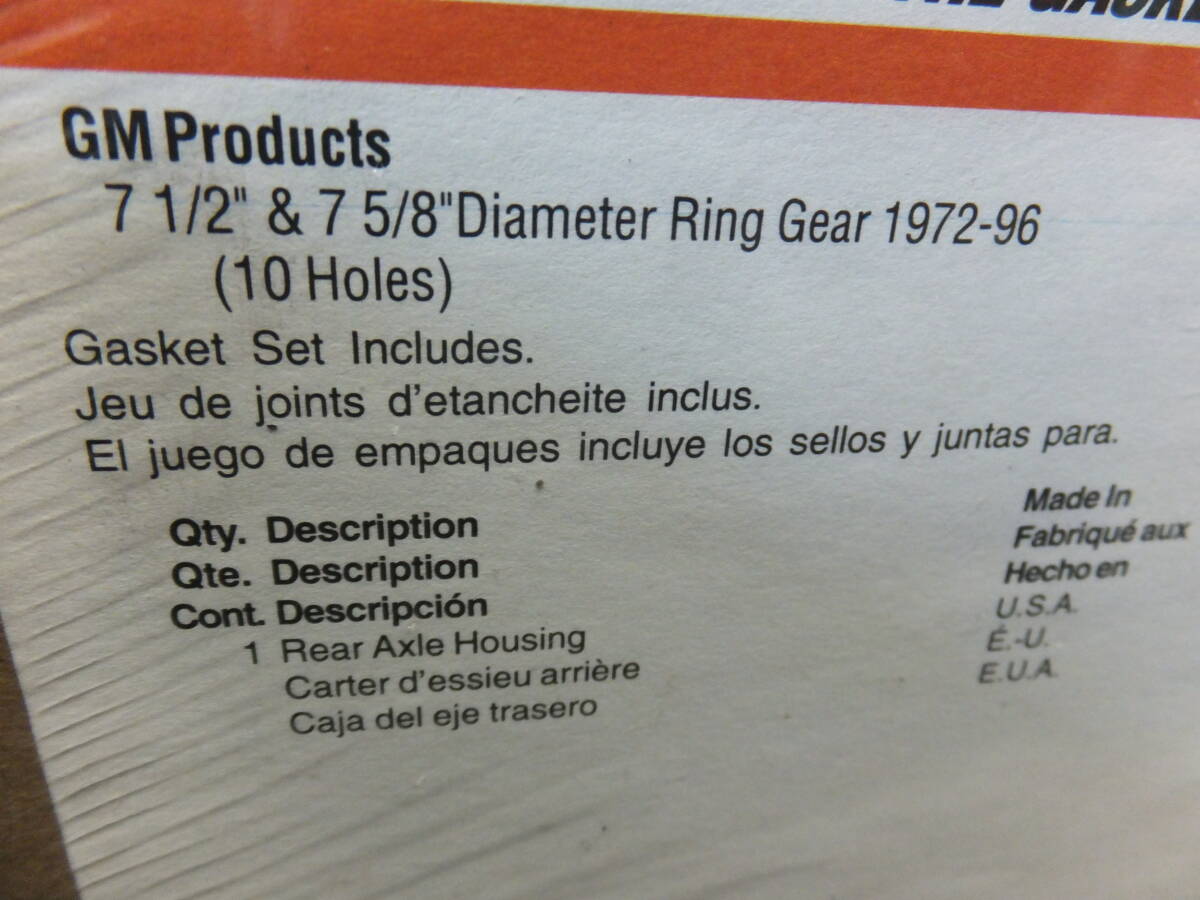 GM Products
7 1/2" & 7 5/8" Diameter Ring Gear 1972-96
(10 Holes)
Gasket Set Includes.
Jeu de joints d'etancheite inclus.
El juego de empaques incluye los sellos y juntas para.
Qty. Description Made In
Qte. Description Fabriqué aux
Cont. Descripción Hecho en
1 Rear Axle Housing U.S.A.
Carter d'essieu arrière É.-U.
Caja del eje trasero E.U.A.